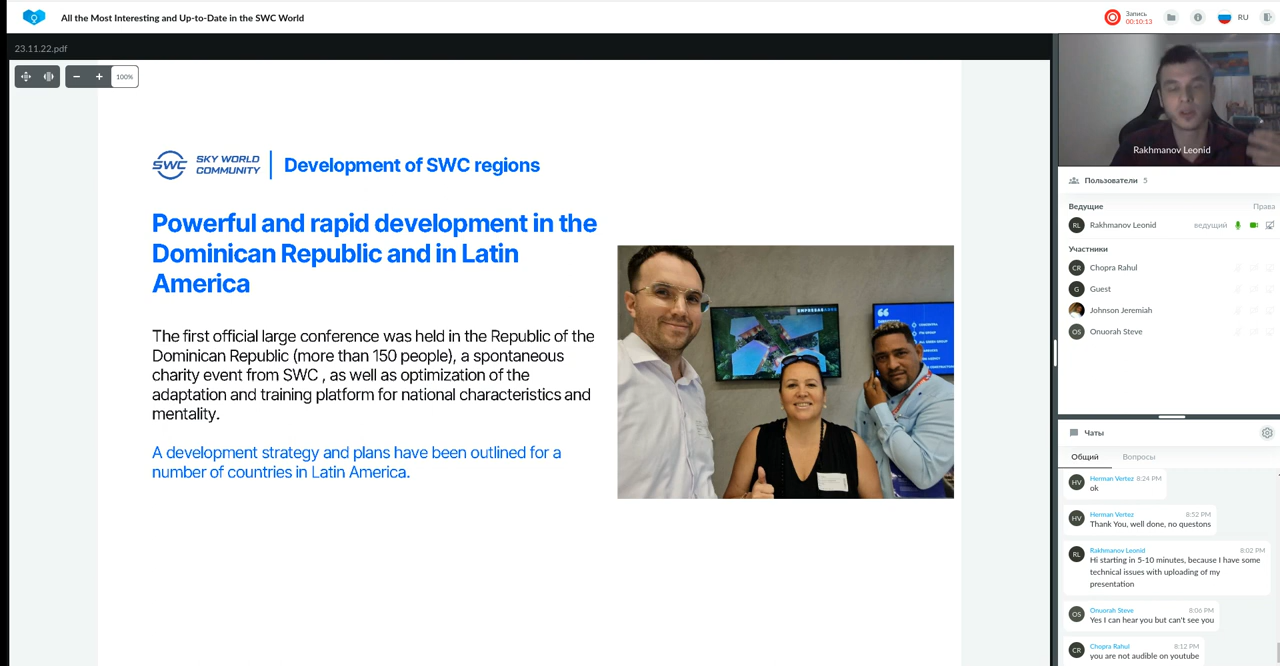 All the Most Interesting and Up-to-Date in the SWC World
Запись
00:10:13
RU
23.11.22.pdf
100%
SWC
SKY WORLD
COMMUNITY
Development of SWC regions
Powerful and rapid development in the
Dominican Republic and in Latin
America
The first official large conference was held in the Republic of the
Dominican Republic (more than 150 people), a spontaneous
charity event from SWC , as well as optimization of the
adaptation and training platform for national characteristics and
mentality.
A development strategy and plans have been outlined for a
number of countries in Latin America.
Rakhmanov Leonid
Пользователи 5
Ведущие Права
RL Rakhmanov Leonid ведущий
Участники
CR Chopra Rahul
G Guest
Johnson Jeremiah
OS Onuorah Steve
Чаты
Общий Вопросы
HV Herman Vertez 8:24 PM
ok
HV Herman Vertez 8:52 PM
Thank You, well done, no questons
RL Rakhmanov Leonid 8:02 PM
Hi starting in 5-10 minutes, because I have some
technical issues with uploading of my
presentation
OS Onuorah Steve 8:06 PM
Yes I can hear you but can't see you
CR Chopra Rahul 8:12 PM
you are not audible on youtube